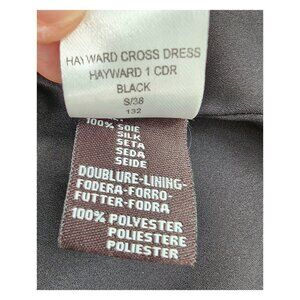 HAYWARD CROSS DRESS
HAYWARD 1 CDR
BLACK
S/38
132
100% SOIE
SILK
SETA
SEDA
SEIDE
DOUBLURE-LINING-
FODERA-FORRO-
FUTTER-FODRA
100% POLYESTER
POLIESTERE
POLIESTER